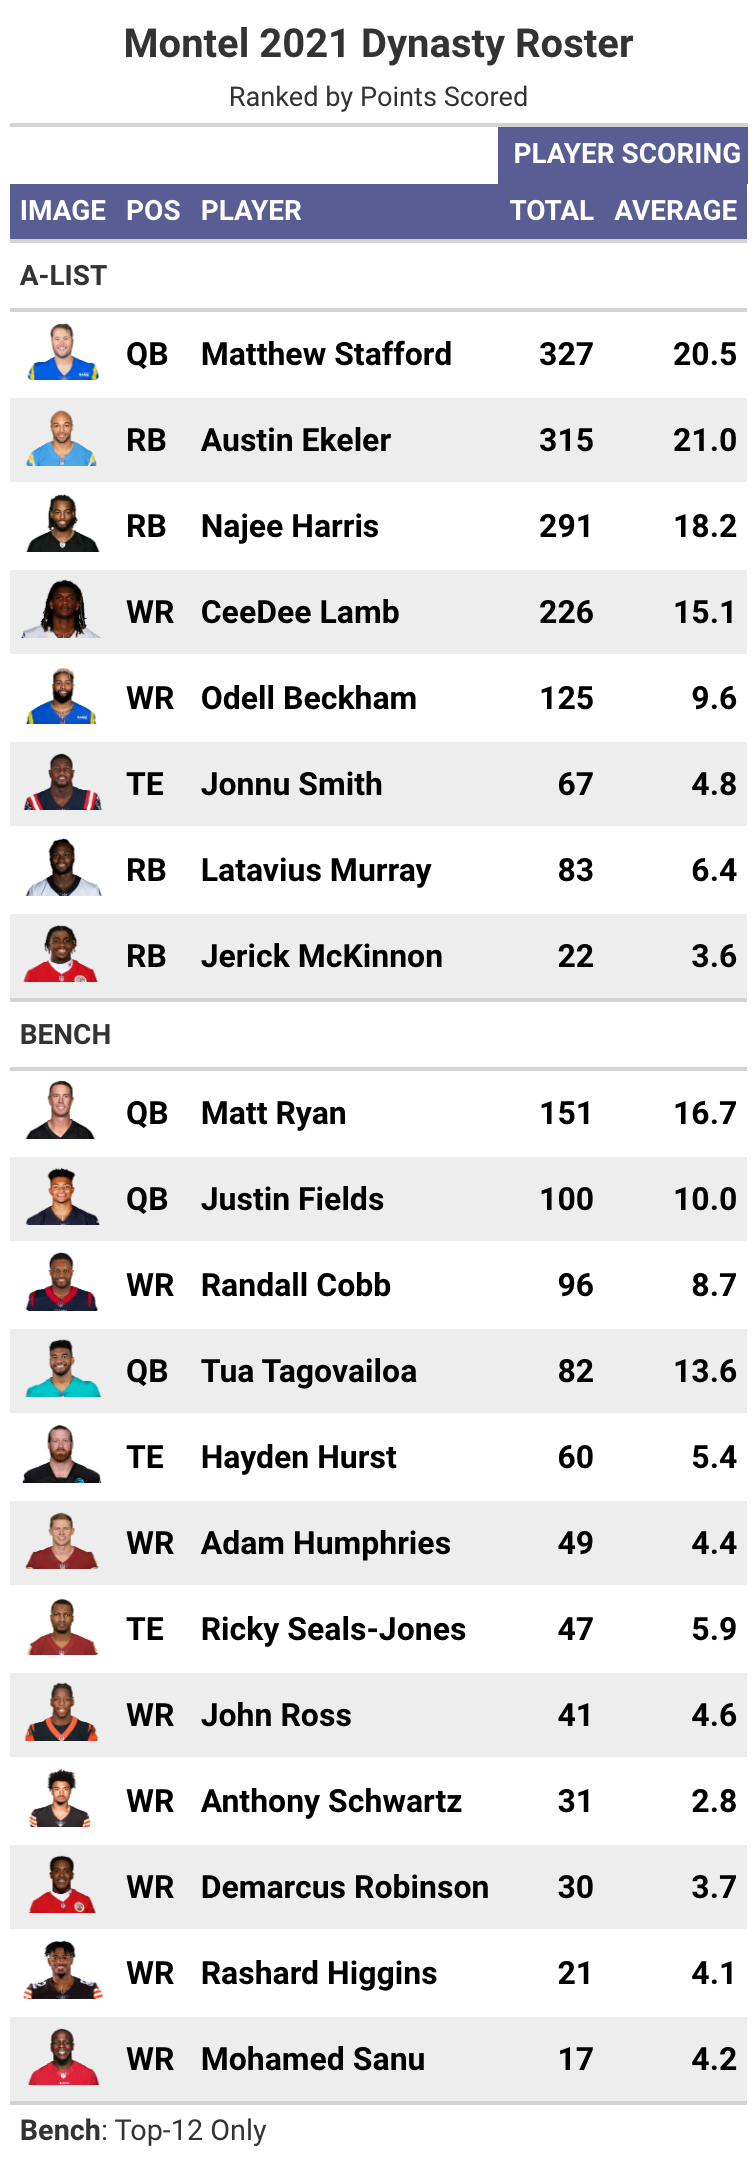 Montel 2021 Dynasty Roster
Ranked by Points Scored
PLAYER SCORING
IMAGE POS PLAYER TOTAL AVERAGE
A-LIST
QB Matthew Stafford 327 20.5
RB Austin Ekeler 315 21.0
RB Najee Harris 291 18.2
WR CeeDee Lamb 226 15.1
WR Odell Beckham 125 9.6
TE Jonnu Smith 67 4.8
RB Latavius Murray 83 6.4
RB Jerick McKinnon 22 3.6
BENCH
QB Matt Ryan 151 16.7
QB Justin Fields 100 10.0
WR Randall Cobb 96 8.7
QB Tua Tagovailoa 82 13.6
TE Hayden Hurst 60 5.4
WR Adam Humphries 49 4.4
TE Ricky Seals-Jones 47 5.9
WR John Ross 41 4.6
WR Anthony Schwartz 31 2.8
WR Demarcus Robinson 30 3.7
WR Rashard Higgins 21 4.1
WR Mohamed Sanu 17 4.2
Bench: Top-12 Only